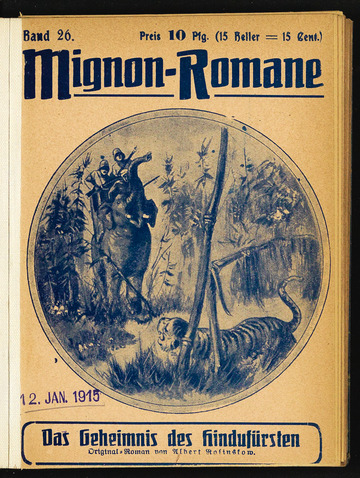 Band 26. Preis 10 Pfg. (15 Heller = 15 Cent.)
Mignon-Romane
12. JAN. 1915
Das Geheimnis des Hindufürsten
Original-Roman von Albert Rosinskow.